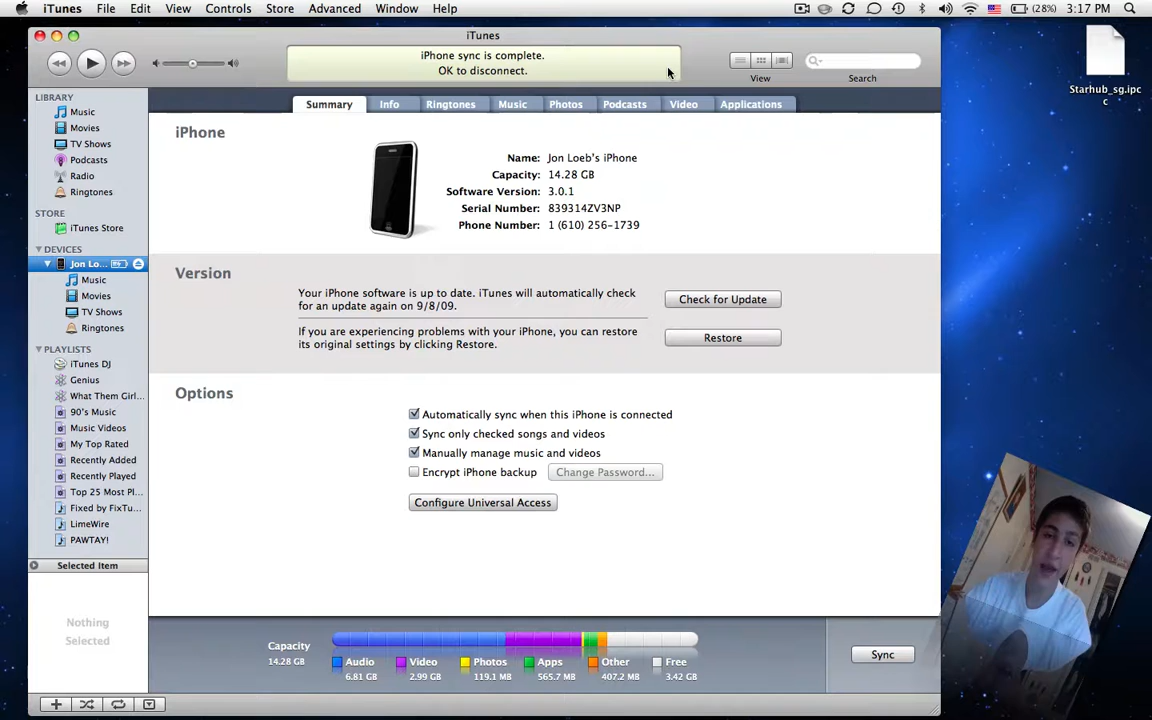 iTunes File Edit View Controls Store Advanced Window Help (28%) 3:17 PM
iTunes
iPhone sync is complete.
OK to disconnect.
View
Search
Starhub_sg.ipc
c
LIBRARY
Music
Movies
TV Shows
Podcasts
Radio
Ringtones
STORE
iTunes Store
DEVICES
Jon Lo...
Music
Movies
TV Shows
Ringtones
PLAYLISTS
iTunes DJ
Genius
What Them Girl...
90's Music
Music Videos
My Top Rated
Recently Added
Recently Played
Top 25 Most Pl...
Fixed by FixTu...
LimeWire
PAWTAY!
Selected Item
Nothing
Selected
Summary Info Ringtones Music Photos Podcasts Video Applications
iPhone
Name: Jon Loeb's iPhone
Capacity: 14.28 GB
Software Version: 3.0.1
Serial Number: 839314ZV3NP
Phone Number: 1 (610) 256-1739
Version
Your iPhone software is up to date. iTunes will automatically check
for an update again on 9/8/09.
Check for Update
If you are experiencing problems with your iPhone, you can restore
its original settings by clicking Restore.
Restore
Options
Automatically sync when this iPhone is connected
Sync only checked songs and videos
Manually manage music and videos
Encrypt iPhone backup Change Password...
Configure Universal Access
Capacity
14.28 GB
Audio Video Photos Apps Other Free
6.81 GB 2.99 GB 119.1 MB 565.7 MB 407.2 MB 3.42 GB
Sync